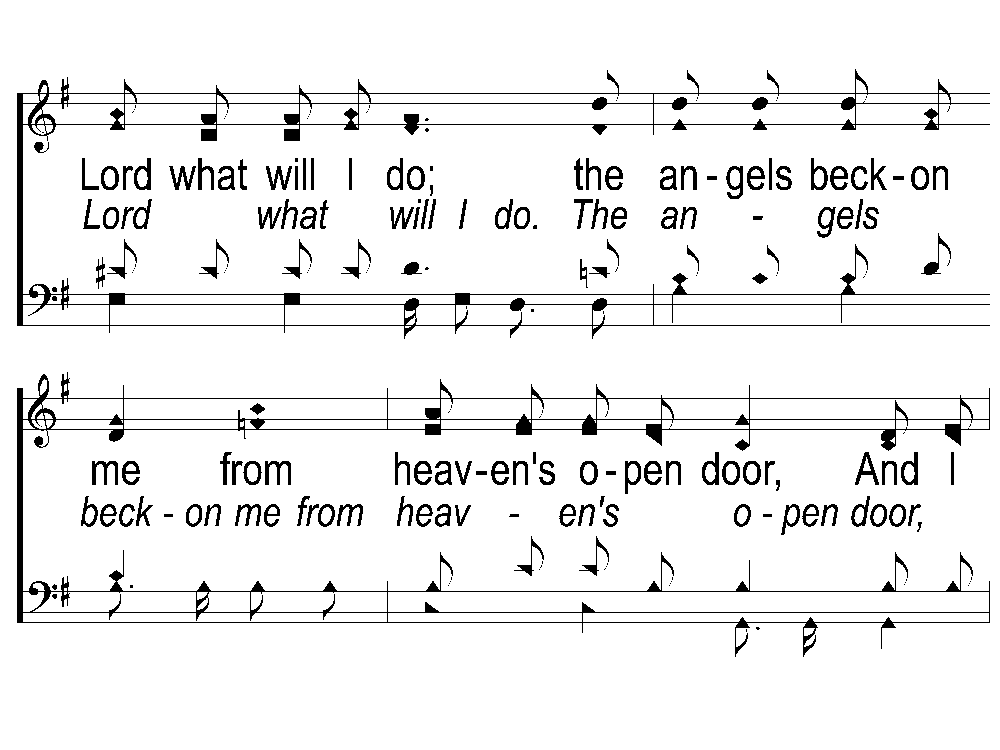 Lord what will I do; the an-gels beck-on
Lord what will I do. The an - gels
me from heav-en's o-pen door, And I
beck - on me from heav - en's o - pen door,